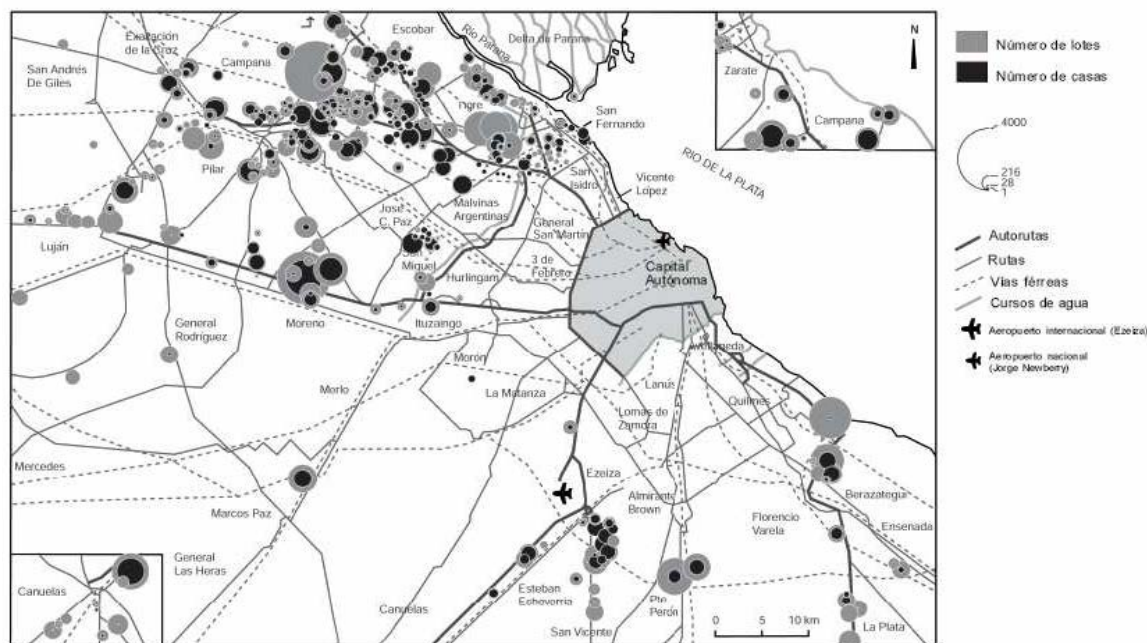 Exaltación
de la Cruz
San Andrés
De Giles
Campana
Escobar
Río Paraná
Delta du Paraná
Tigre
San
Fernando
Pilar
San
Isidro
Vicente
López
RIO DE LA PLATA
Malvinas
Argentinas
José
C. Paz
General
San Martín
San
Miguel
Hurlingam
3 de
Febrero
Capital
Autónoma
Luján
General
Rodríguez
Moreno
Ituzaingo
Morón
Morlo
La Matanza
Avellaneda
Lanús
Quilmes
Lomas de
Zamora
Mercedes
Marcos Paz
General
Las Heras
Ezeiza
Almirante
Brown
Florencio
Varela
Berazategui
Ensenada
Canuelas
Esteban
Echeverria
San Vicente
Pte
Perón
La Plata
0 5 10 km
Canuelas
Zarate
Campana
N
Número de lotes
Número de casas
4000
216
28
1
Autorutas
Rutas
Vías férreas
Cursos de agua
Aeropuerto internacional (Ezeiza)
Aeropuerto nacional
(Jorge Newberry)